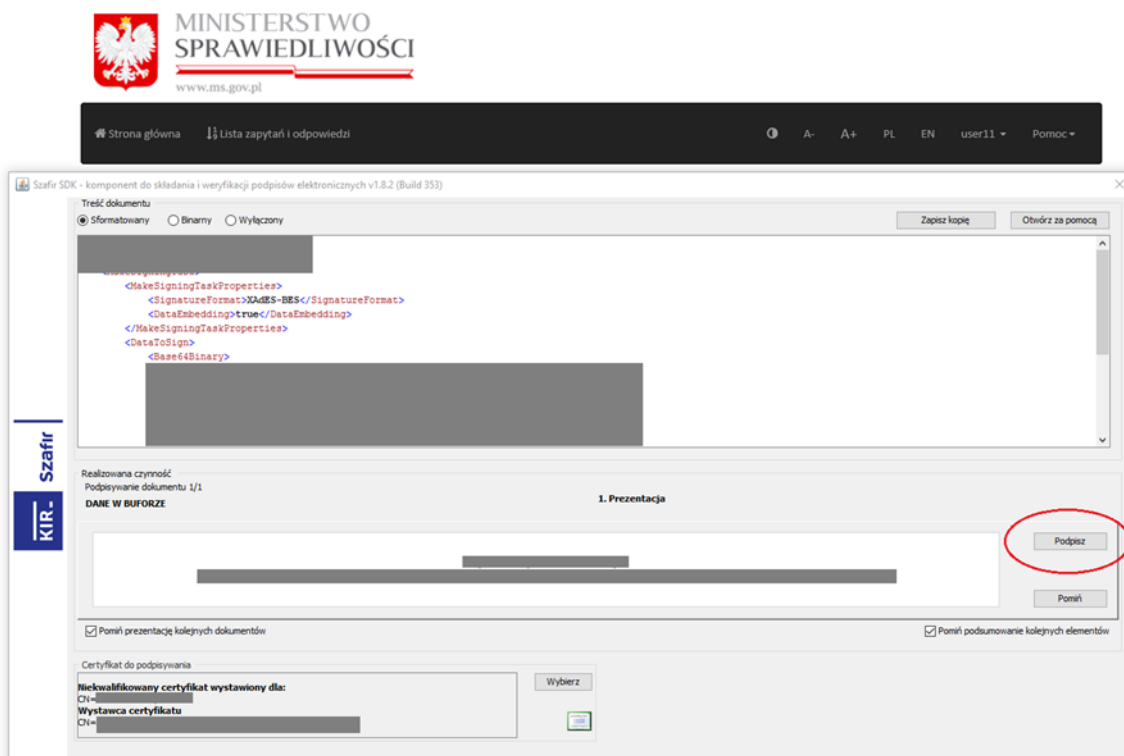 MINISTERSTWO
SPRAWIEDLIWOŚCI
www.ms.gov.pl
Strona główna Lista zapytań i odpowiedzi A- A+ PL EN user11 Pomoc
Szafir SDK - komponent do składania i weryfikacji podpisów elektronicznych v1.8.2 (Build 353)
Treść dokumentu
Sformatowany Binarny Wyłączony Zapisz kopię Otwórz za pomocą
<MakeSigningTaskProperties>
<SignatureFormat>XAdES-BES</SignatureFormat>
<DataEmbedding>true</DataEmbedding>
</MakeSigningTaskProperties>
<DataToSign>
<Base64Binary>
Szafir
KIR
Realizowana czynność
Podpisywanie dokumentu 1/1
DANE W BUFORZE 1. Prezentacja
Podpisz
Pomiń
Pomiń prezentację kolejnych dokumentów Pomiń podsumowanie kolejnych elementów
Certyfikat do podpisywania
Niekwalifikowany certyfikat wystawiony dla: Wybierz
CN=
Wystawca certyfikatu
CN=